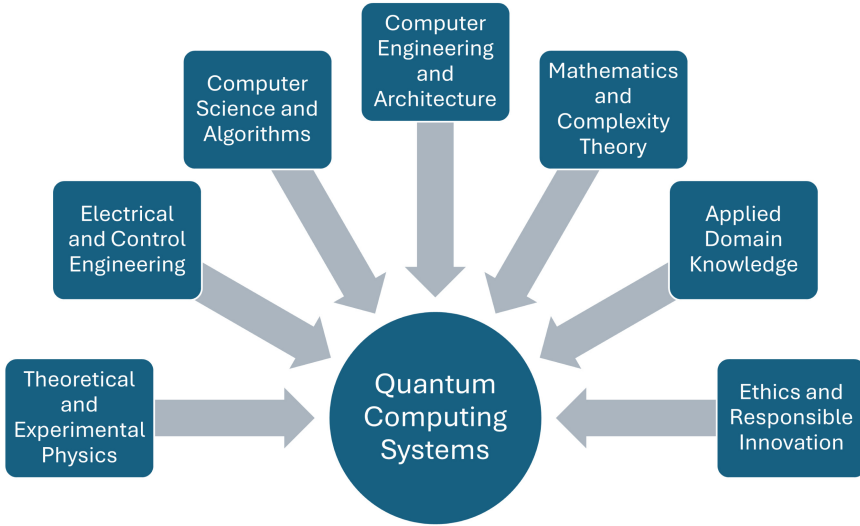 Computer
Engineering
and
Architecture
Computer
Science and
Algorithms
Mathematics
and
Complexity
Theory
Electrical
and Control
Engineering
Applied
Domain
Knowledge
Theoretical
and
Experimental
Physics
Quantum
Computing
Systems
Ethics and
Responsible
Innovation